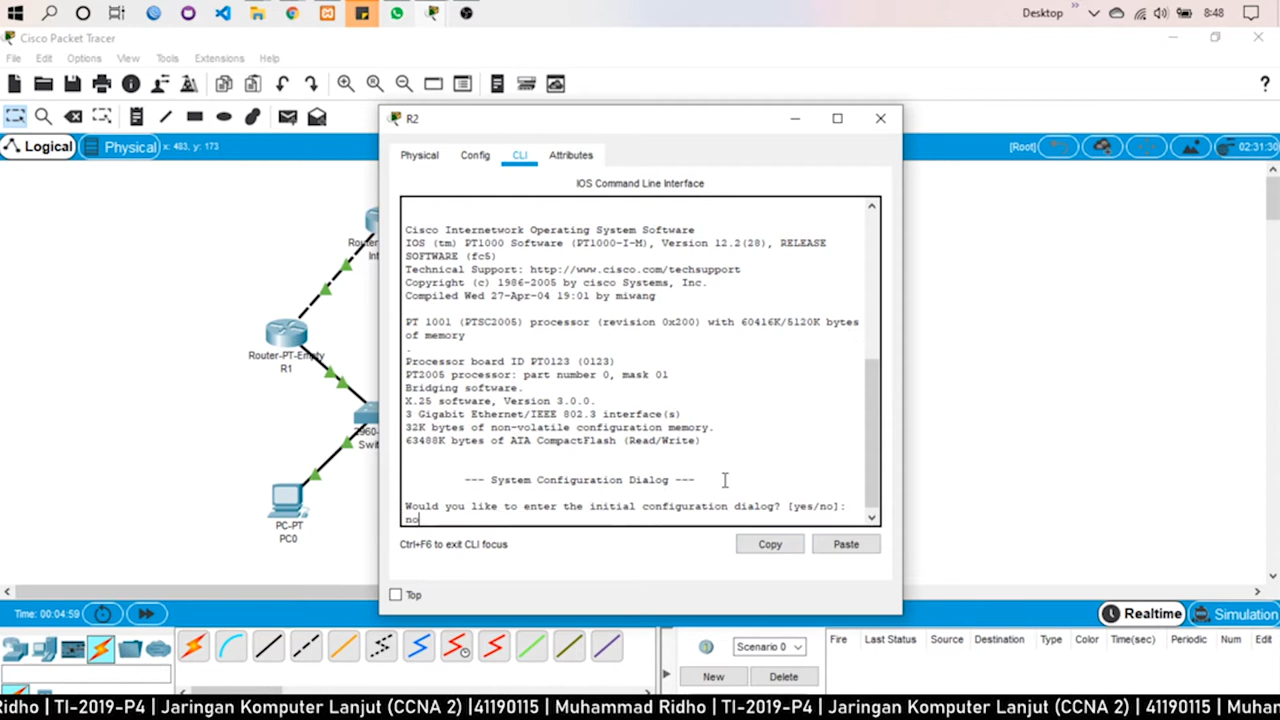 Desktop
8:48
Cisco Packet Tracer
File Edit Options View Tools Extensions Help
?
Logical Physical x: 483, y: 173 [Root] 02:31:30
R2
Physical Config CLI Attributes
IOS Command Line Interface
Cisco Internetwork Operating System Software
IOS (tm) PT1000 Software (PT1000-I-M), Version 12.2(28), RELEASE
SOFTWARE (fc5)
Technical Support: http://www.cisco.com/techsupport
Copyright (c) 1986-2005 by cisco Systems, Inc.
Compiled Wed 27-Apr-04 19:01 by miwang
PT 1001 (PTSC2005) processor (revision 0x200) with 60416K/5120K bytes
of memory
.
Processor board ID PT0123 (0123)
PT2005 processor: part number 0, mask 01
Bridging software.
X.25 software, Version 3.0.0.
3 Gigabit Ethernet/IEEE 802.3 interface(s)
32K bytes of non-volatile configuration memory.
63488K bytes of ATA CompactFlash (Read/Write)
--- System Configuration Dialog ---
Would you like to enter the initial configuration dialog? [yes/no]:
no
Ctrl+F6 to exit CLI focus
Copy Paste
Top
Router-PT-Empty
R1
PC-PT
PC0
Time: 00:04:59 Realtime Simulation
Scenario 0
New Delete
Fire Last Status Source Destination Type Color Time(sec) Periodic Num Edit
Ridho | TI-2019-P4 | Jaringan Komputer Lanjut (CCNA 2) |41190115 | Muhammad Ridho | TI-2019-P4 | Jaringan Komputer Lanjut (CCNA 2) | 41190115 | Muha